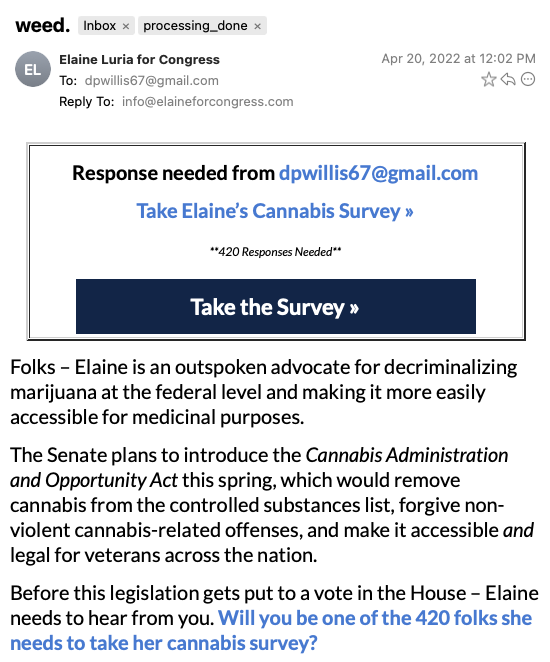 weed. Inbox × processing_done ×
EL
Elaine Luria for Congress Apr 20, 2022 at 12:02 PM
To: dpwillis67@gmail.com
Reply To: info@elaineforcongress.com
Response needed from dpwillis67@gmail.com
Take Elaine's Cannabis Survey »
**420 Responses Needed**
Take the Survey »
Folks – Elaine is an outspoken advocate for decriminalizing
marijuana at the federal level and making it more easily
accessible for medicinal purposes.
The Senate plans to introduce the Cannabis Administration
and Opportunity Act this spring, which would remove
cannabis from the controlled substances list, forgive non-
violent cannabis-related offenses, and make it accessible and
legal for veterans across the nation.
Before this legislation gets put to a vote in the House – Elaine
needs to hear from you. Will you be one of the 420 folks she
needs to take her cannabis survey?